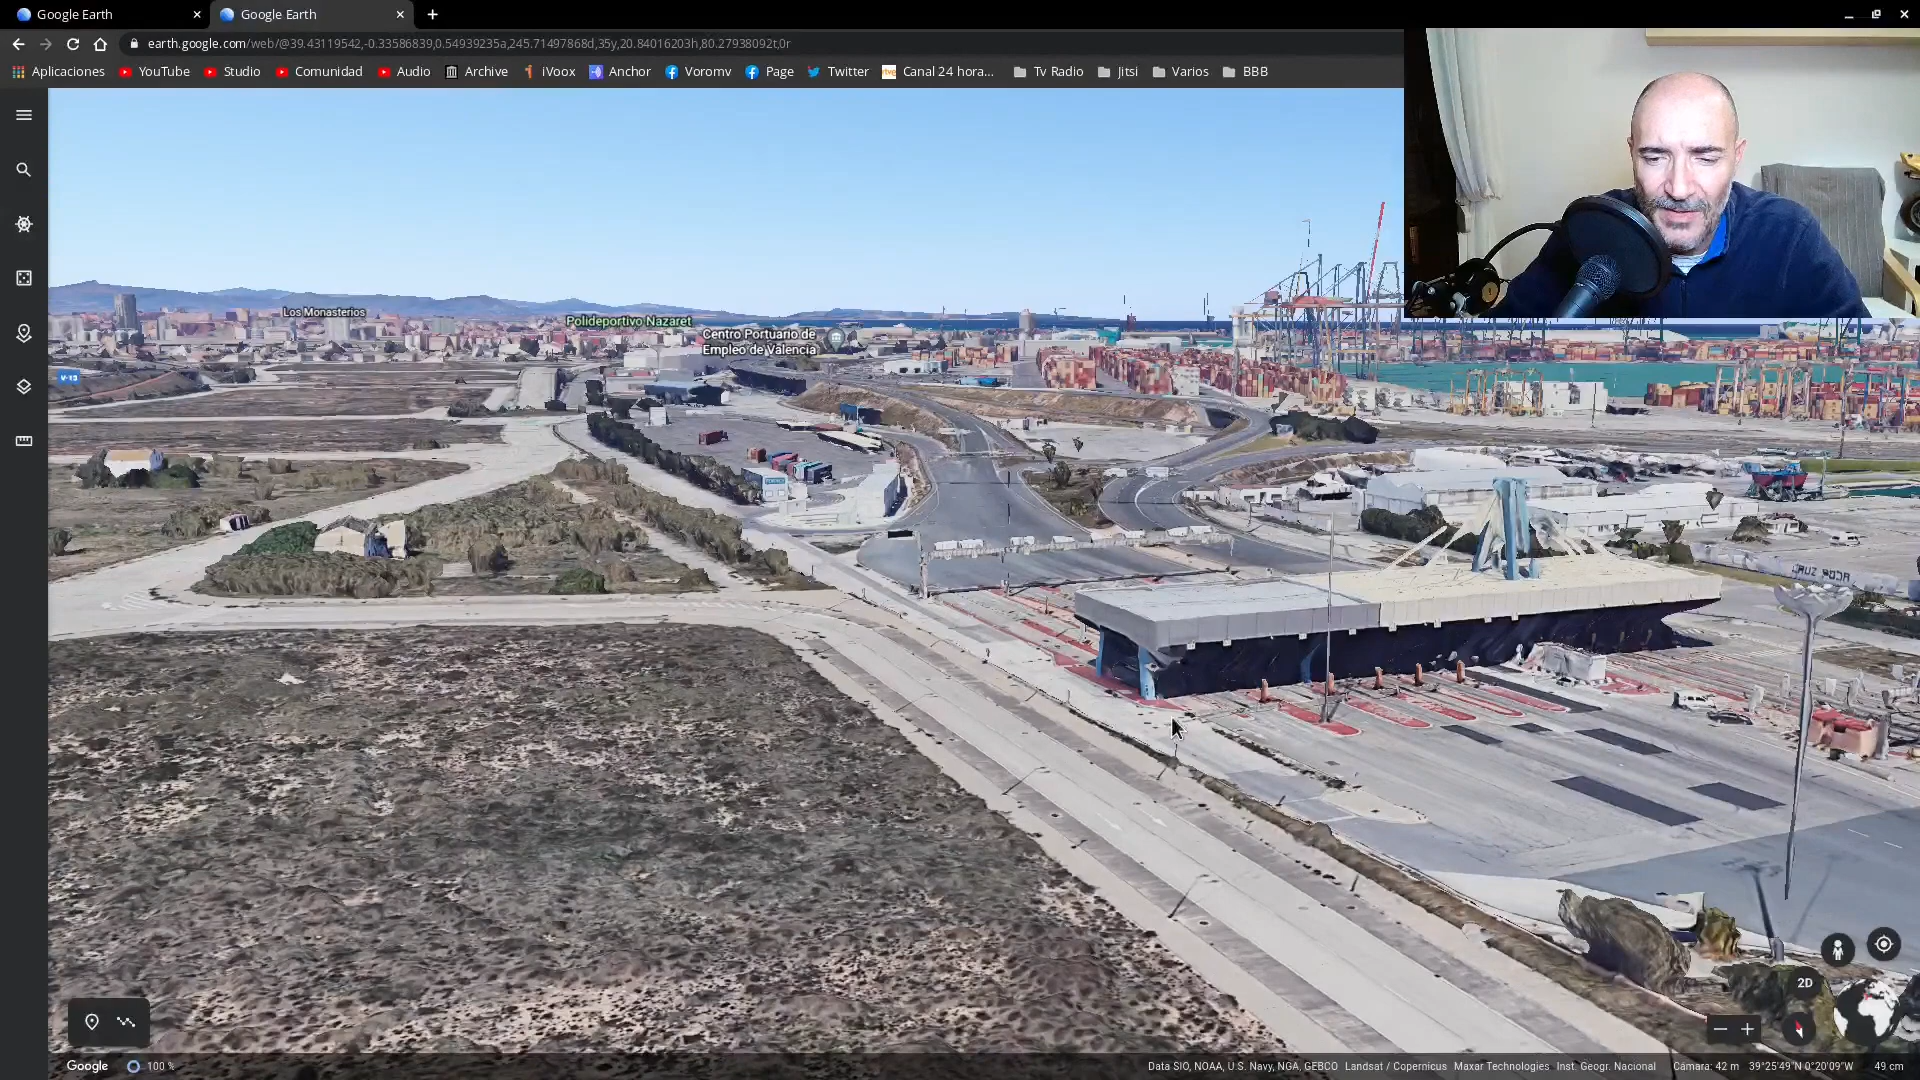 Google Earth
Google Earth
earth.google.com/web/@39.43119542,-0.33586839,0.54939235a,245.71497868d,35y,20.84016203h,80.27938092t,0r
Aplicaciones
YouTube
Studio
Comunidad
Audio
Archive
iVoox
Anchor
Voromv
Page
Twitter
Canal 24 hora...
Tv Radio
Jitsi
Varios
BBB
Los Monasterios
Polideportivo Nazaret
Centro Portuario de
Empleo de Valencia
V-15
CRUZ ROJA
2D
Google
100 %
Data SIO, NOAA, U.S. Navy, NGA, GEBCO Landsat / Copernicus Maxar Technologies Inst. Geogr. Nacional Cámara: 42 m 39°25'49"N 0°20'09"W 49 cm